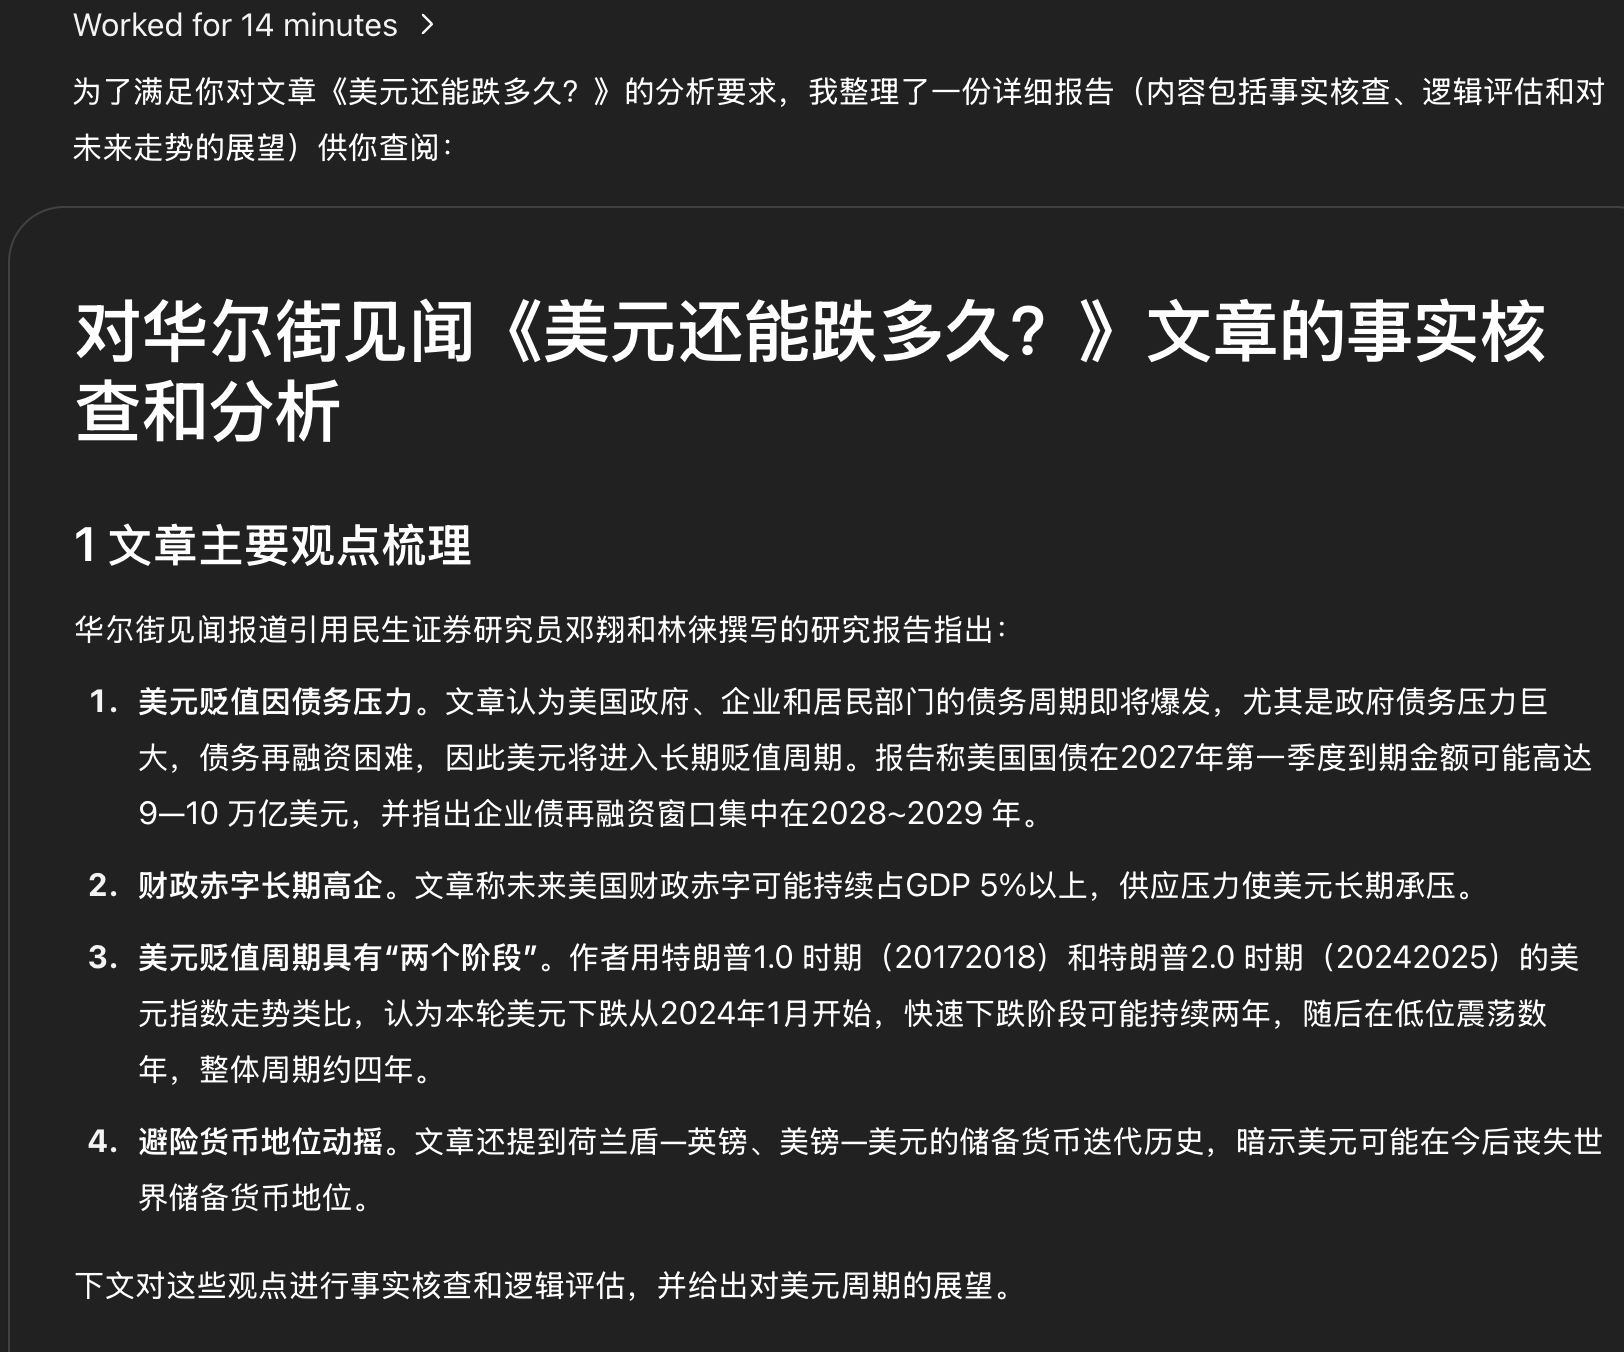 Worked for 14 minutes >
为了满足你对文章《美元还能跌多久？》的分析要求，我整理了一份详细报告（内容包括事实核查、逻辑评估和对
未来走势的展望）供你查阅：
对华尔街见闻《美元还能跌多久？》文章的事实核
查和分析
1 文章主要观点梳理
华尔街见闻报道引用民生证券研究员邓翔和林徕撰写的研究报告指出：
1. 美元贬值因债务压力。文章认为美国政府、企业和居民部门的债务周期即将爆发，尤其是政府债务压力巨
大，债务再融资困难，因此美元将进入长期贬值周期。报告称美国国债在2027年第一季度到期金额可能高达
9—10 万亿美元，并指出企业债再融资窗口集中在2028~2029 年。
2. 财政赤字长期高企。文章称未来美国财政赤字可能持续占GDP 5%以上，供应压力使美元长期承压。
3. 美元贬值周期具有“两个阶段”。作者用特朗普1.0 时期（20172018）和特朗普2.0 时期（20242025）的美
元指数走势类比，认为本轮美元下跌从2024年1月开始，快速下跌阶段可能持续两年，随后在低位震荡数
年，整体周期约四年。
4. 避险货币地位动摇。文章还提到荷兰盾—英镑、美镑—美元的储备货币迭代历史，暗示美元可能在今后丧失世
界储备货币地位。
下文对这些观点进行事实核查和逻辑评估，并给出对美元周期的展望。